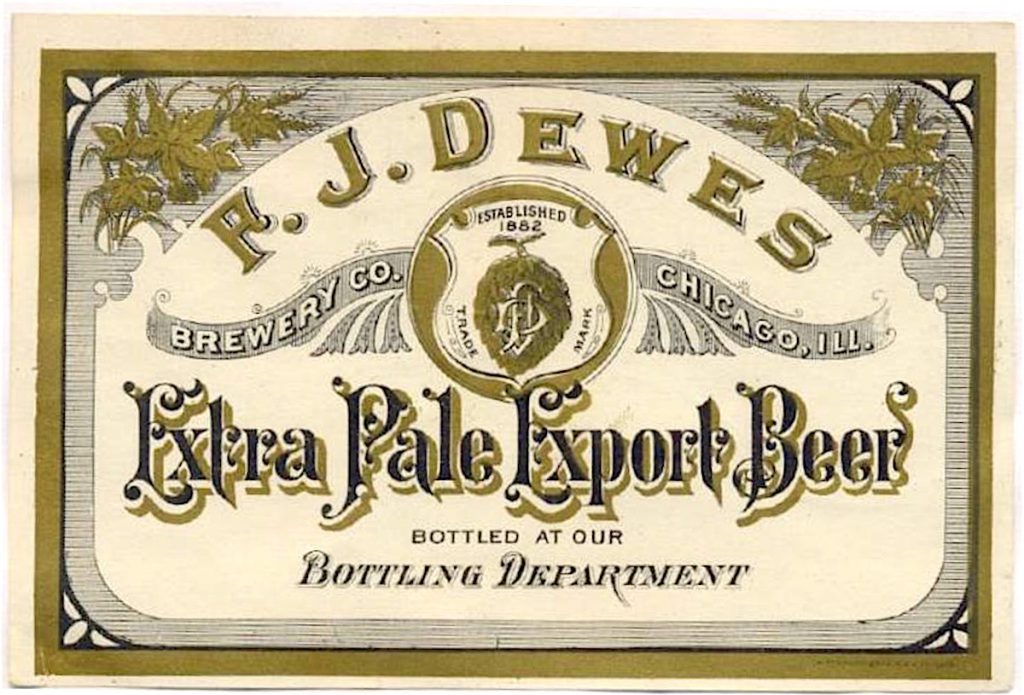 F. J. DEWES
ESTABLISHED
1882
BREWERY CO. CHICAGO, ILL.
TRADE MARK
Extra Pale Export Beer
BOTTLED AT OUR
BOTTLING DEPARTMENT